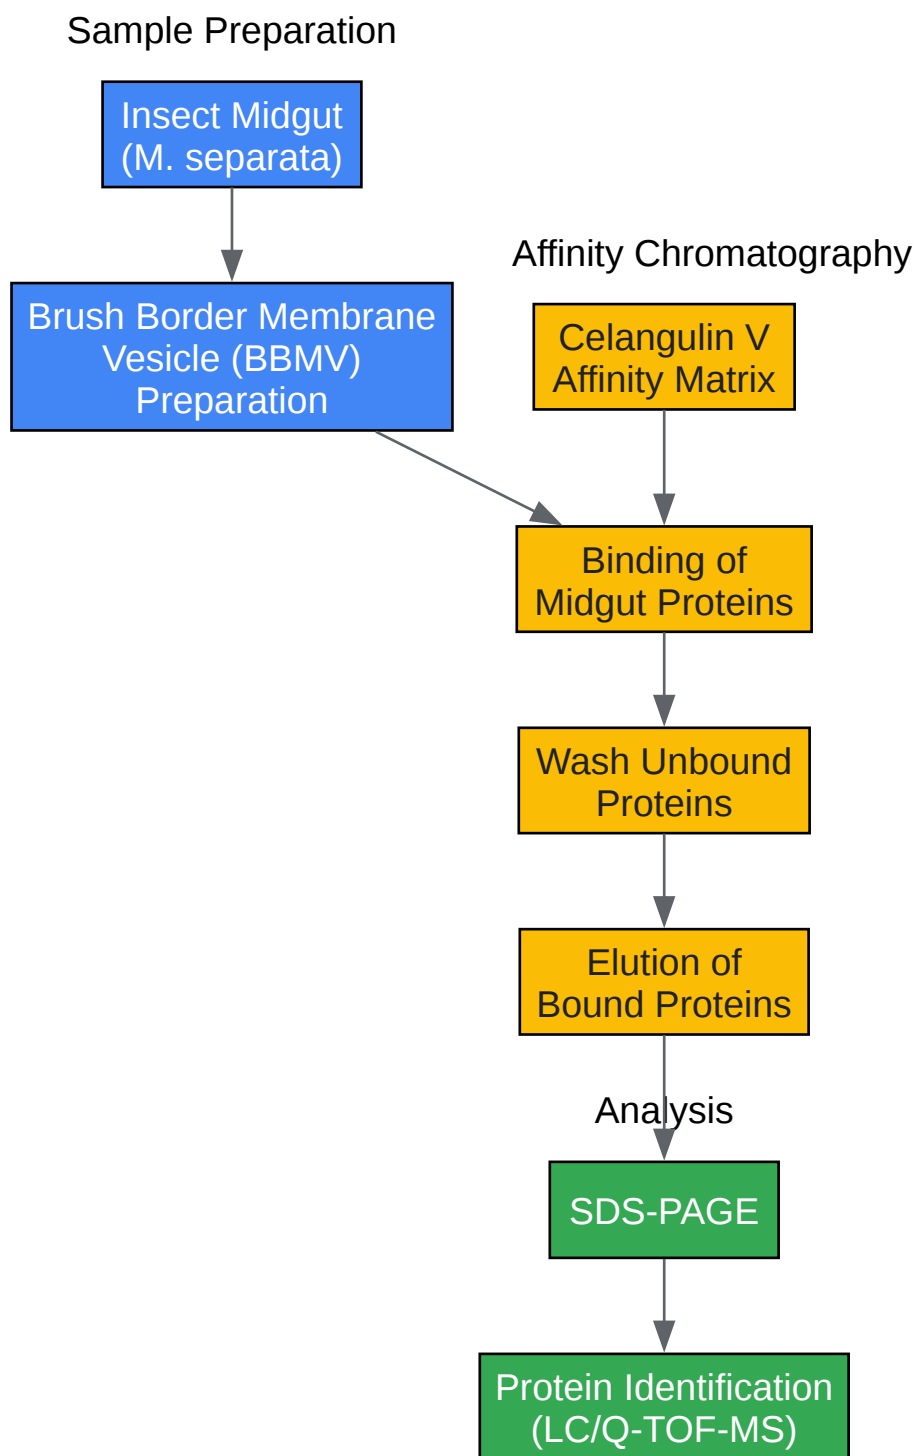 Sample Preparation
Insect Midgut
(M. separata)
Brush Border Membrane
Vesicle (BBMV)
Preparation
Affinity Chromatography
Celangulin V
Affinity Matrix
Binding of
Midgut Proteins
Wash Unbound
Proteins
Elution of
Bound Proteins
Analysis
SDS-PAGE
Protein Identification
(LC/Q-TOF-MS)